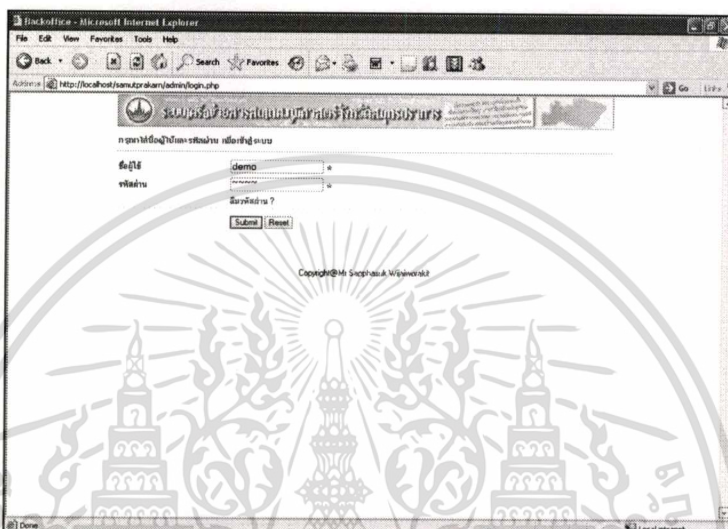 Backoffice - Microsoft Internet Explorer
File Edit View Favorites Tools Help
Back Search Favorites
Address http://localhost/samutprakarn/admin/login.php Go Links
กรุณาใส่ชื่อผู้ใช้และรหัสผ่าน เพื่อเข้าสู่ระบบ
ชื่อผู้ใช้ demo *
รหัสผ่าน *
ลืมรหัสผ่าน ?
Submit Reset
Copyright@Mr
Done Local intranet